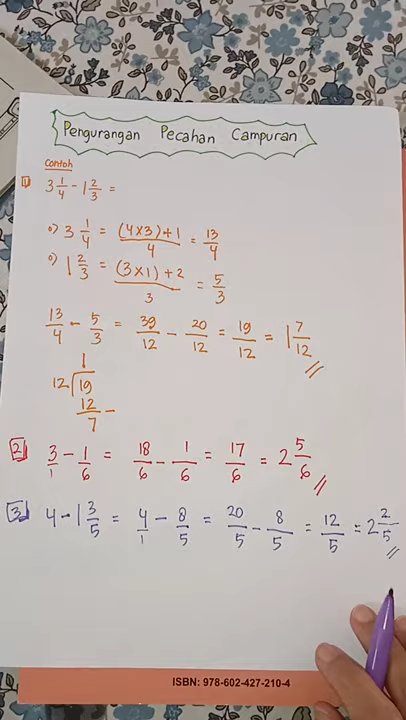 Pengurangan Pecahan Campuran
Contoh
1 3 1/4 - 1 2/3 =
o) 3 1/4 = (4x3)+1/4 = 13/4
o) 1 2/3 = (3x1)+2/3 = 5/3
13/4 - 5/3 = 39/12 - 20/12 = 19/12 = 1 7/12 //
1
12 √19
12 -
7
2 3/1 - 1/6 = 18/6 - 1/6 = 17/6 = 2 5/6 //
3 4 - 1 3/5 = 4/1 - 8/5 = 20/5 - 8/5 = 12/5 = 2 2/5 //
ISBN: 978-602-427-210-4